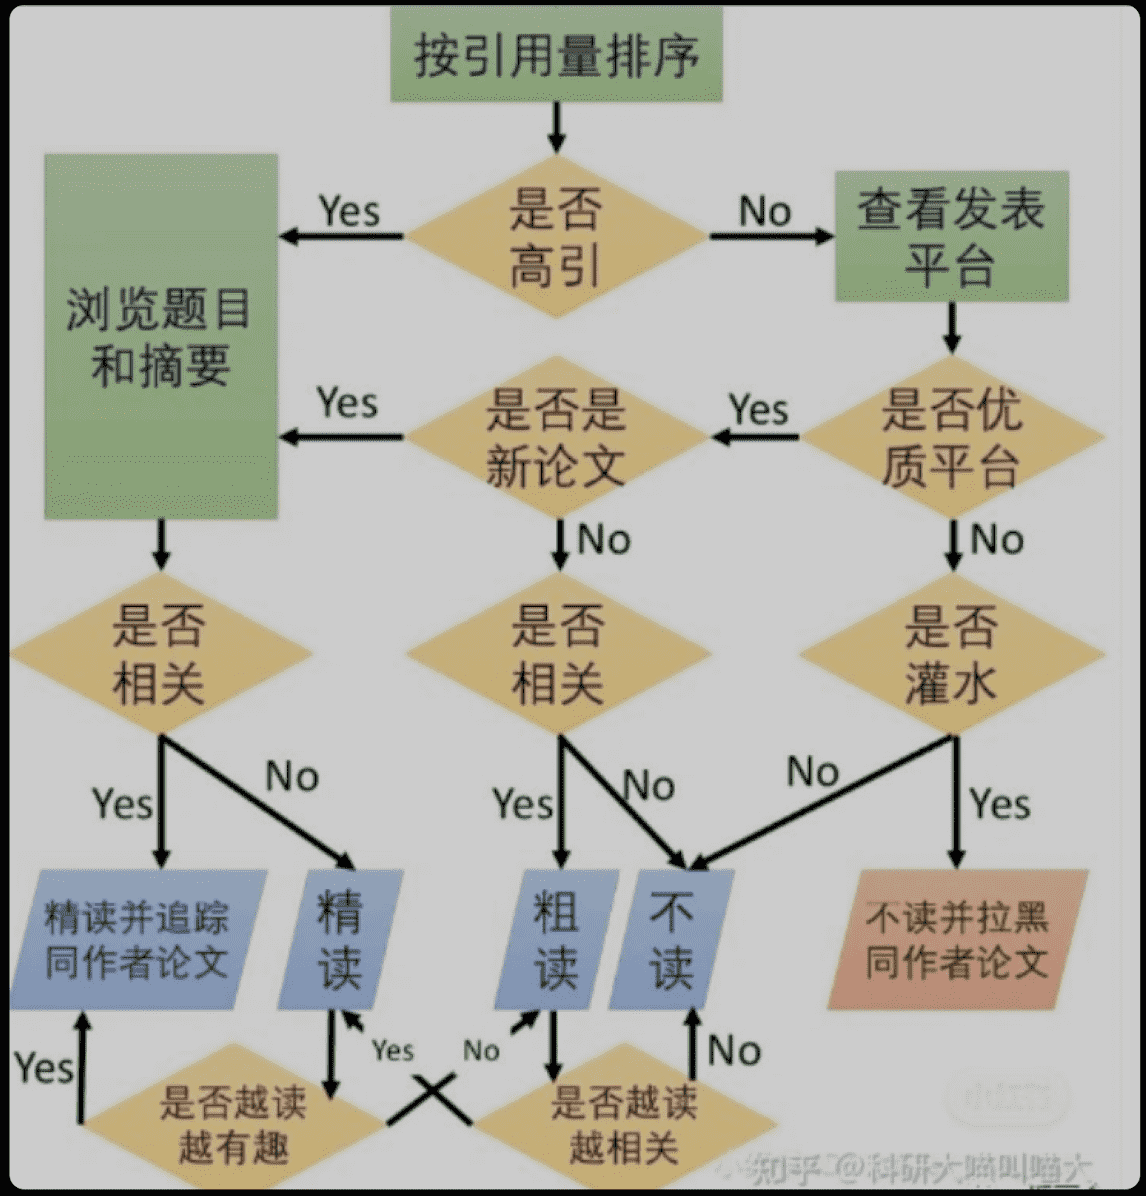 按引用量排序
是否
高引
Yes
No
查看发表
平台
浏览题目
和摘要
Yes
是否是
新论文
Yes
是否优
质平台
No
No
是否
相关
是否
相关
是否
灌水
Yes
No
Yes
No
No
Yes
精读并追踪
同作者论文
精
读
粗
读
不
读
不读并拉黑
同作者论文
Yes
Yes
No
No
是否越读
越有趣
是否越读
越相关
小红书
知乎 @科研大喵叫喵大